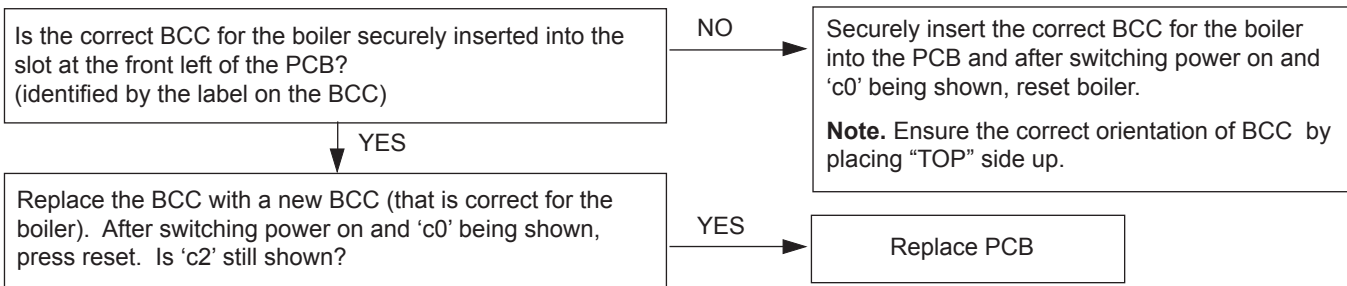 Is the correct BCC for the boiler securely inserted into the
slot at the front left of the PCB?
(identified by the label on the BCC)
NO
Securely insert the correct BCC for the boiler
into the PCB and after switching power on and
‘c0’ being shown, reset boiler.
Note. Ensure the correct orientation of BCC by
placing “TOP” side up.
YES
Replace the BCC with a new BCC (that is correct for the
boiler). After switching power on and ‘c0’ being shown,
press reset. Is ‘c2’ still shown?
YES
Replace PCB